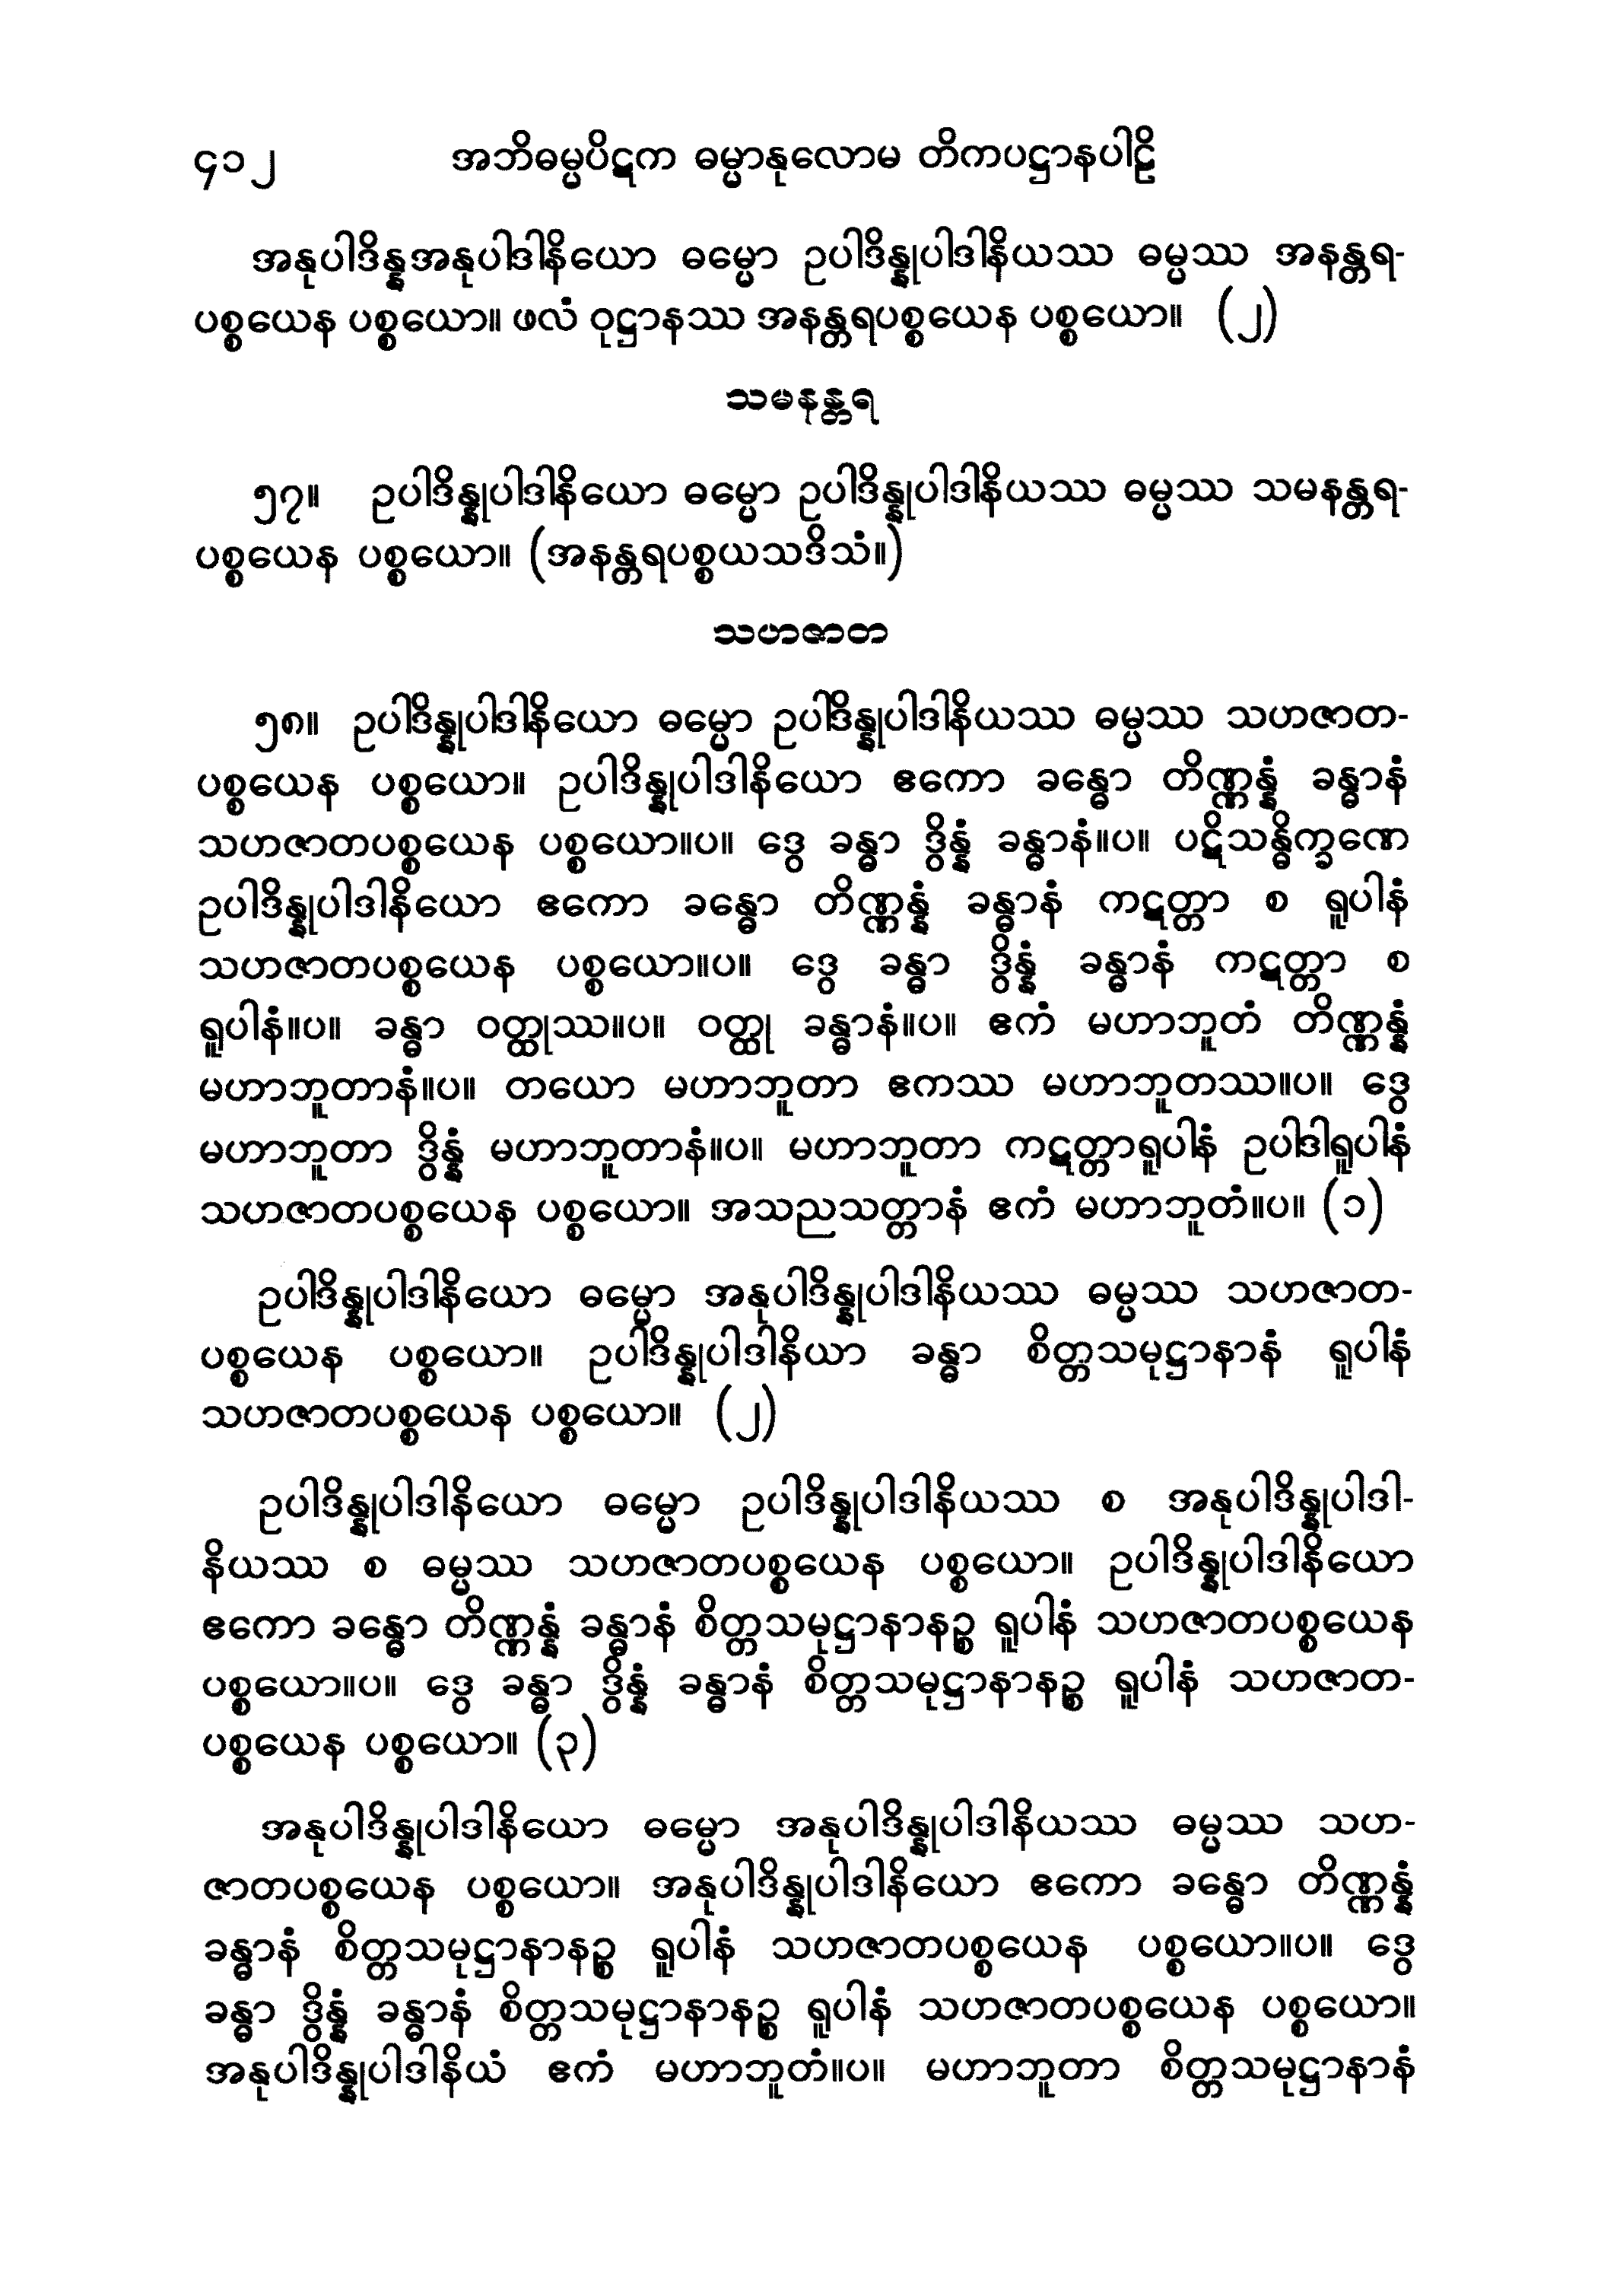 ၄၁၂ အဘိဓမ္မပိဋက ဓမ္မာနုလောမ တိကပဋ္ဌာနပါဠိ
အနုပါဒိန္နအနုပါဒါနိယော ဓမ္မော ဥပါဒိန္နုပါဒါနိယဿ ဓမ္မဿ အနန္တရ-
ပစ္စယေန ပစ္စယော။ ဖလံ ဝုဋ္ဌာနဿ အနန္တရပစ္စယေန ပစ္စယော။ (၂)
သမနန္တရ
၅၇။ ဥပါဒိန္နုပါဒါနိယော ဓမ္မော ဥပါဒိန္နုပါဒါနိယဿ ဓမ္မဿ သမနန္တရ-
ပစ္စယေန ပစ္စယော။ (အနန္တရပစ္စယသဒိသံ။)
သဟဇာတ
၅၈။ ဥပါဒိန္နုပါဒါနိယော ဓမ္မော ဥပါဒိန္နုပါဒါနိယဿ ဓမ္မဿ သဟဇာတ-
ပစ္စယေန ပစ္စယော။ ဥပါဒိန္နုပါဒါနိယော ဧကော ခန္ဓော တိဏ္ဏန္နံ ခန္ဓာနံ
သဟဇာတပစ္စယေန ပစ္စယော။ပ။ ဒွေ ခန္ဓာ ဒွိန္နံ ခန္ဓာနံ။ပ။ ပဋိသန္ဓိက္ခဏေ
ဥပါဒိန္နုပါဒါနိယော ဧကော ခန္ဓော တိဏ္ဏန္နံ ခန္ဓာနံ ကဋတ္တာ စ ရူပါနံ
သဟဇာတပစ္စယေန ပစ္စယော။ပ။ ဒွေ ခန္ဓာ ဒွိန္နံ ခန္ဓာနံ ကဋတ္တာ စ
ရူပါနံ။ပ။ ခန္ဓာ ဝတ္ထုဿ။ပ။ ဝတ္ထု ခန္ဓာနံ။ပ။ ဧကံ မဟာဘူတံ တိဏ္ဏန္နံ
မဟာဘူတာနံ။ပ။ တယော မဟာဘူတာ ဧကဿ မဟာဘူတဿ။ပ။ ဒွေ
မဟာဘူတာ ဒွိန္နံ မဟာဘူတာနံ။ပ။ မဟာဘူတာ ကဋတ္တာရူပါနံ ဥပါဒါရူပါနံ
သဟဇာတပစ္စယေန ပစ္စယော။ အသညသတ္တာနံ ဧကံ မဟာဘူတံ။ပ။ (၁)
ဥပါဒိန္နုပါဒါနိယော ဓမ္မော အနုပါဒိန္နုပါဒါနိယဿ ဓမ္မဿ သဟဇာတ-
ပစ္စယေန ပစ္စယော။ ဥပါဒိန္နုပါဒါနိယာ ခန္ဓာ စိတ္တသမုဋ္ဌာနာနံ ရူပါနံ
သဟဇာတပစ္စယေန ပစ္စယော။ (၂)
ဥပါဒိန္နုပါဒါနိယော ဓမ္မော ဥပါဒိန္နုပါဒါနိယဿ စ အနုပါဒိန္နုပါဒါ-
နိယဿ စ ဓမ္မဿ သဟဇာတပစ္စယေန ပစ္စယော။ ဥပါဒိန္နုပါဒါနိယော
ဧကော ခန္ဓော တိဏ္ဏန္နံ ခန္ဓာနံ စိတ္တသမုဋ္ဌာနာနဉ္စ ရူပါနံ သဟဇာတပစ္စယေန
ပစ္စယော။ပ။ ဒွေ ခန္ဓာ ဒွိန္နံ ခန္ဓာနံ စိတ္တသမုဋ္ဌာနာနဉ္စ ရူပါနံ သဟဇာတ-
ပစ္စယေန ပစ္စယော။ (၃)
အနုပါဒိန္နုပါဒါနိယော ဓမ္မော အနုပါဒိန္နုပါဒါနိယဿ ဓမ္မဿ သဟ-
ဇာတပစ္စယေန ပစ္စယော။ အနုပါဒိန္နုပါဒါနိယော ဧကော ခန္ဓော တိဏ္ဏန္နံ
ခန္ဓာနံ စိတ္တသမုဋ္ဌာနာနဉ္စ ရူပါနံ သဟဇာတပစ္စယေန ပစ္စယော။ပ။ ဒွေ
ခန္ဓာ ဒွိန္နံ ခန္ဓာနံ စိတ္တသမုဋ္ဌာနာနဉ္စ ရူပါနံ သဟဇာတပစ္စယေန ပစ္စယော။
အနုပါဒိန္နုပါဒါနိယံ ဧကံ မဟာဘူတံ။ပ။ မဟာဘူတာ စိတ္တသမုဋ္ဌာနာနံ